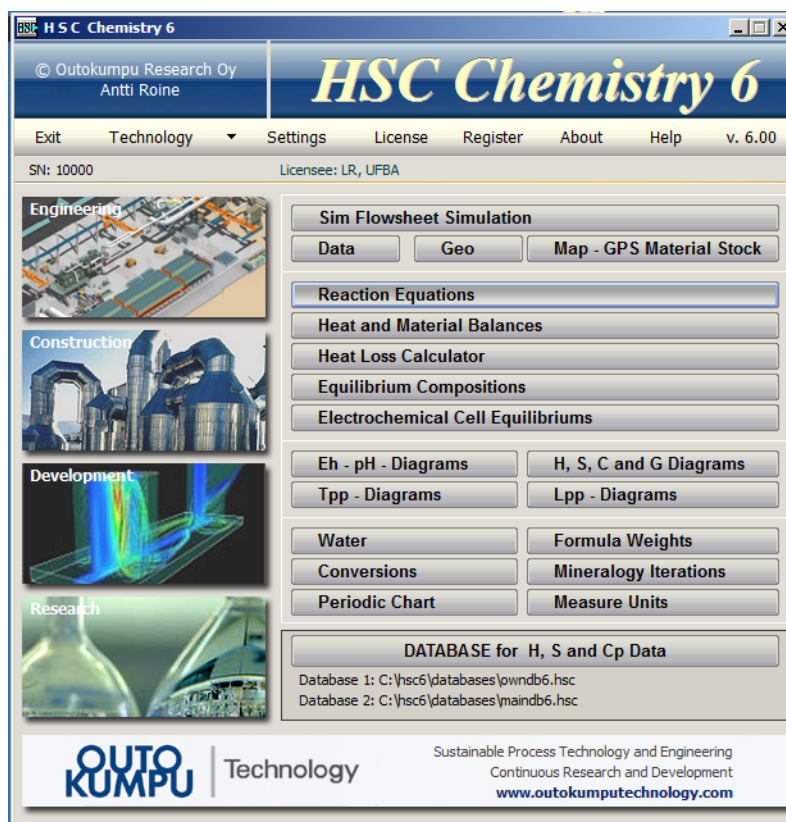 H S C Chemistry 6
© Outokumpu Research Oy
Antti Roine
HSC Chemistry 6
Exit Technology Settings License Register About Help v. 6.00
SN: 10000 Licensee: LR, UFBA
Engineering
Sim Flowsheet Simulation
Data Geo Map - GPS Material Stock
Reaction Equations
Heat and Material Balances
Construction
Heat Loss Calculator
Equilibrium Compositions
Electrochemical Cell Equilibriums
Development
Eh - pH - Diagrams H, S, C and G Diagrams
Tpp - Diagrams Lpp - Diagrams
Water Formula Weights
Conversions Mineralogy Iterations
Research
Periodic Chart Measure Units
DATABASE for H, S and Cp Data
Database 1: C:\hsc6\databases\owndb6.hsc
Database 2: C:\hsc6\databases\maindb6.hsc
OUTO
KUMPU
Technology
Sustainable Process Technology and Engineering
Continuous Research and Development
www.outokumputechnology.com